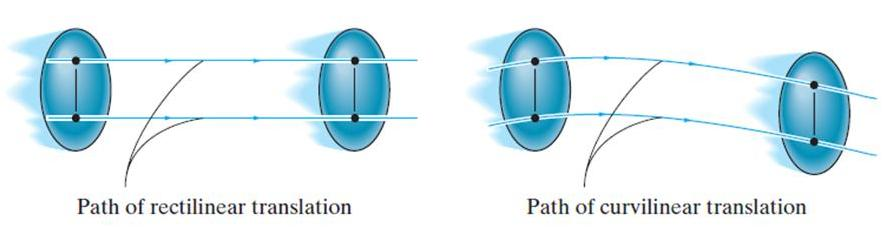 Path of rectilinear translation
Path of curvilinear translation